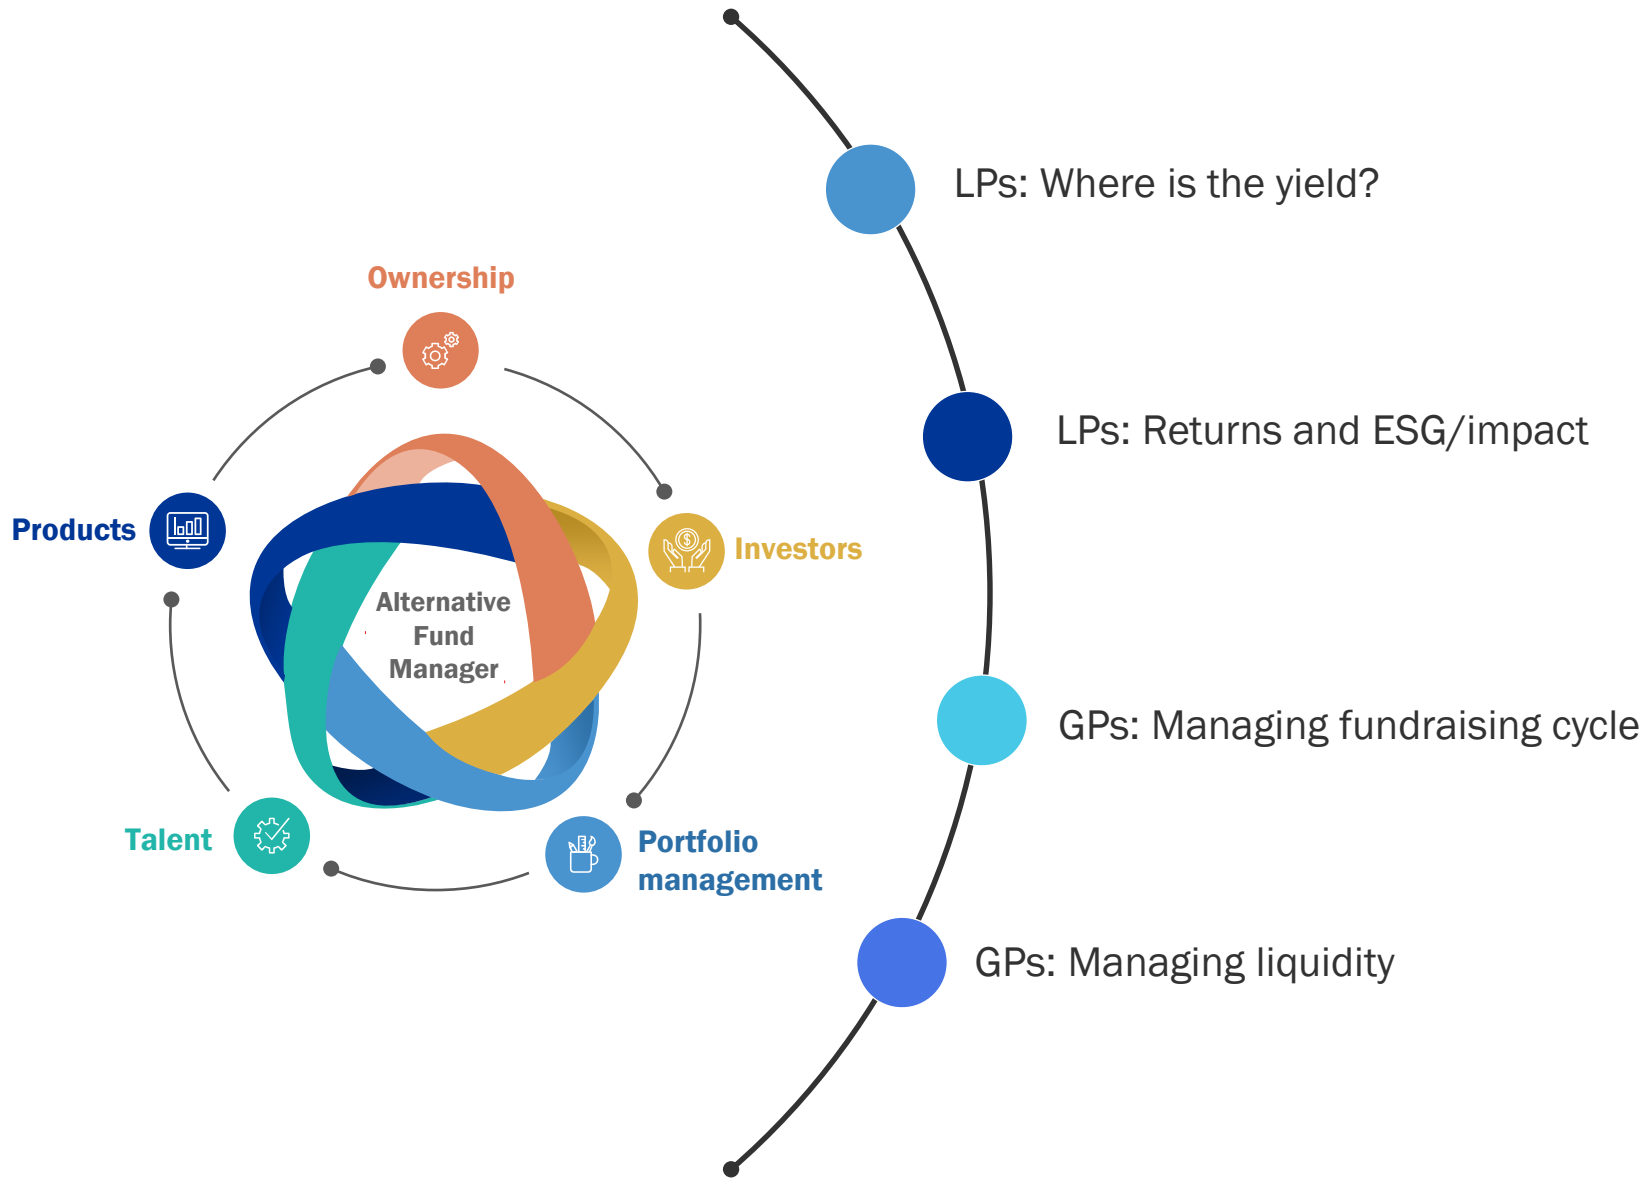 Ownership
Products
Investors
Alternative
Fund
Manager
$
Talent
Portfolio
management
LPs: Where is the yield?
LPs: Returns and ESG/impact
GPs: Managing fundraising cycle
GPs: Managing liquidity